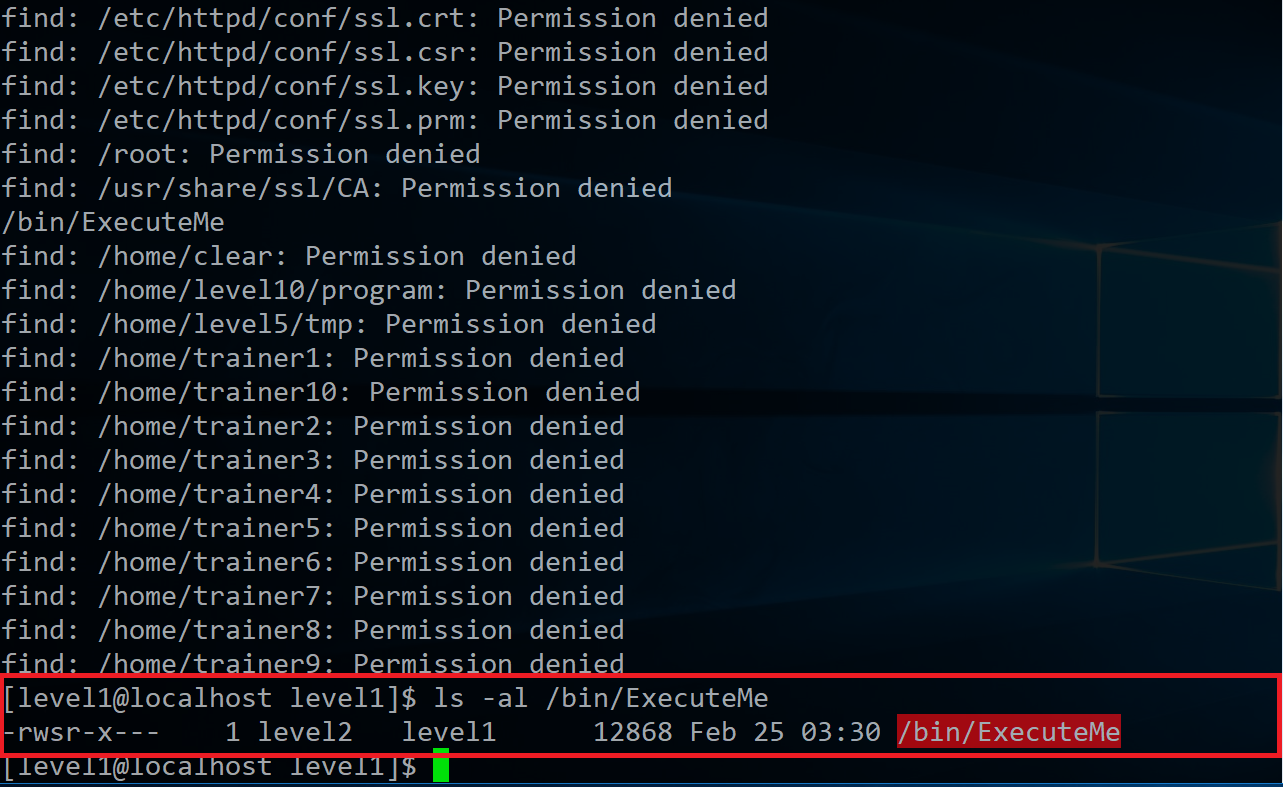 find: /etc/httpd/conf/ssl.crt: Permission denied
find: /etc/httpd/conf/ssl.csr: Permission denied
find: /etc/httpd/conf/ssl.key: Permission denied
find: /etc/httpd/conf/ssl.prm: Permission denied
find: /root: Permission denied
find: /usr/share/ssl/CA: Permission denied
/bin/ExecuteMe
find: /home/clear: Permission denied
find: /home/level10/program: Permission denied
find: /home/level5/tmp: Permission denied
find: /home/trainer1: Permission denied
find: /home/trainer10: Permission denied
find: /home/trainer2: Permission denied
find: /home/trainer3: Permission denied
find: /home/trainer4: Permission denied
find: /home/trainer5: Permission denied
find: /home/trainer6: Permission denied
find: /home/trainer7: Permission denied
find: /home/trainer8: Permission denied
find: /home/trainer9: Permission denied
[level1@localhost level1]$ ls -al /bin/ExecuteMe
-rwsr-x---    1 level2   level1      12868 Feb 25 03:30 /bin/ExecuteMe
[level1@localhost level1]$